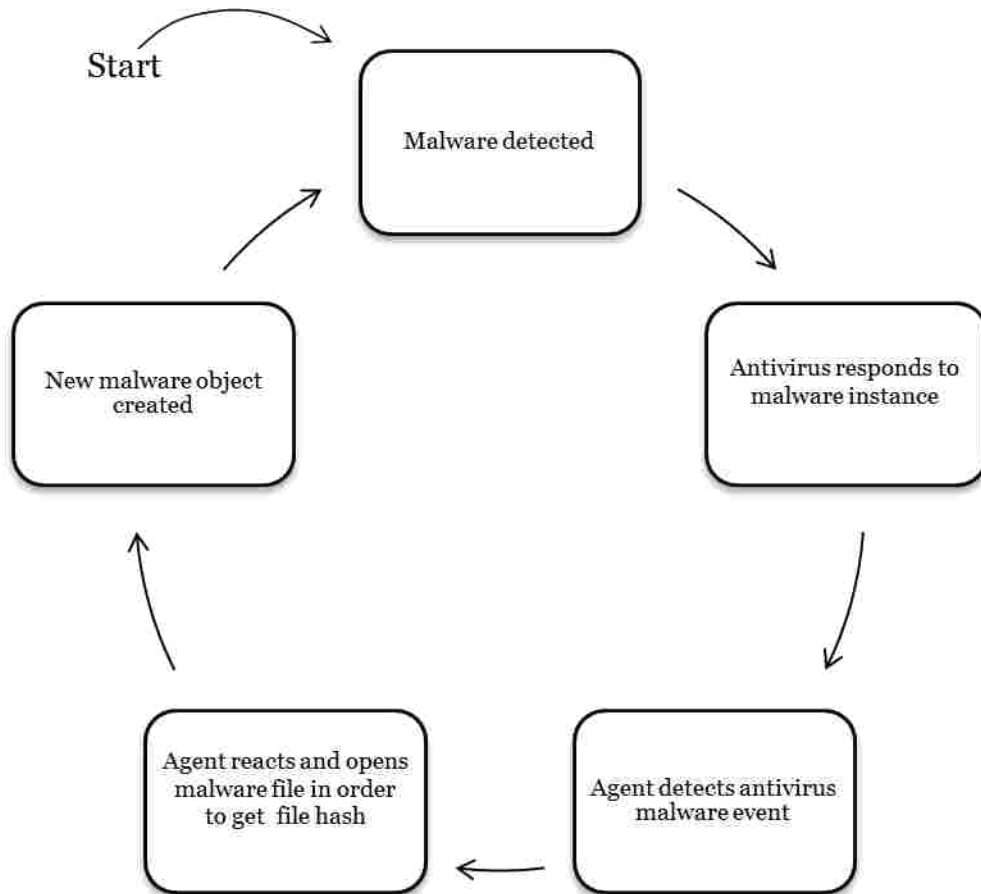 Start
Malware detected
Antivirus responds to
malware instance
Agent detects antivirus
malware event
Agent reacts and opens
malware file in order
to get file hash
New malware object
created